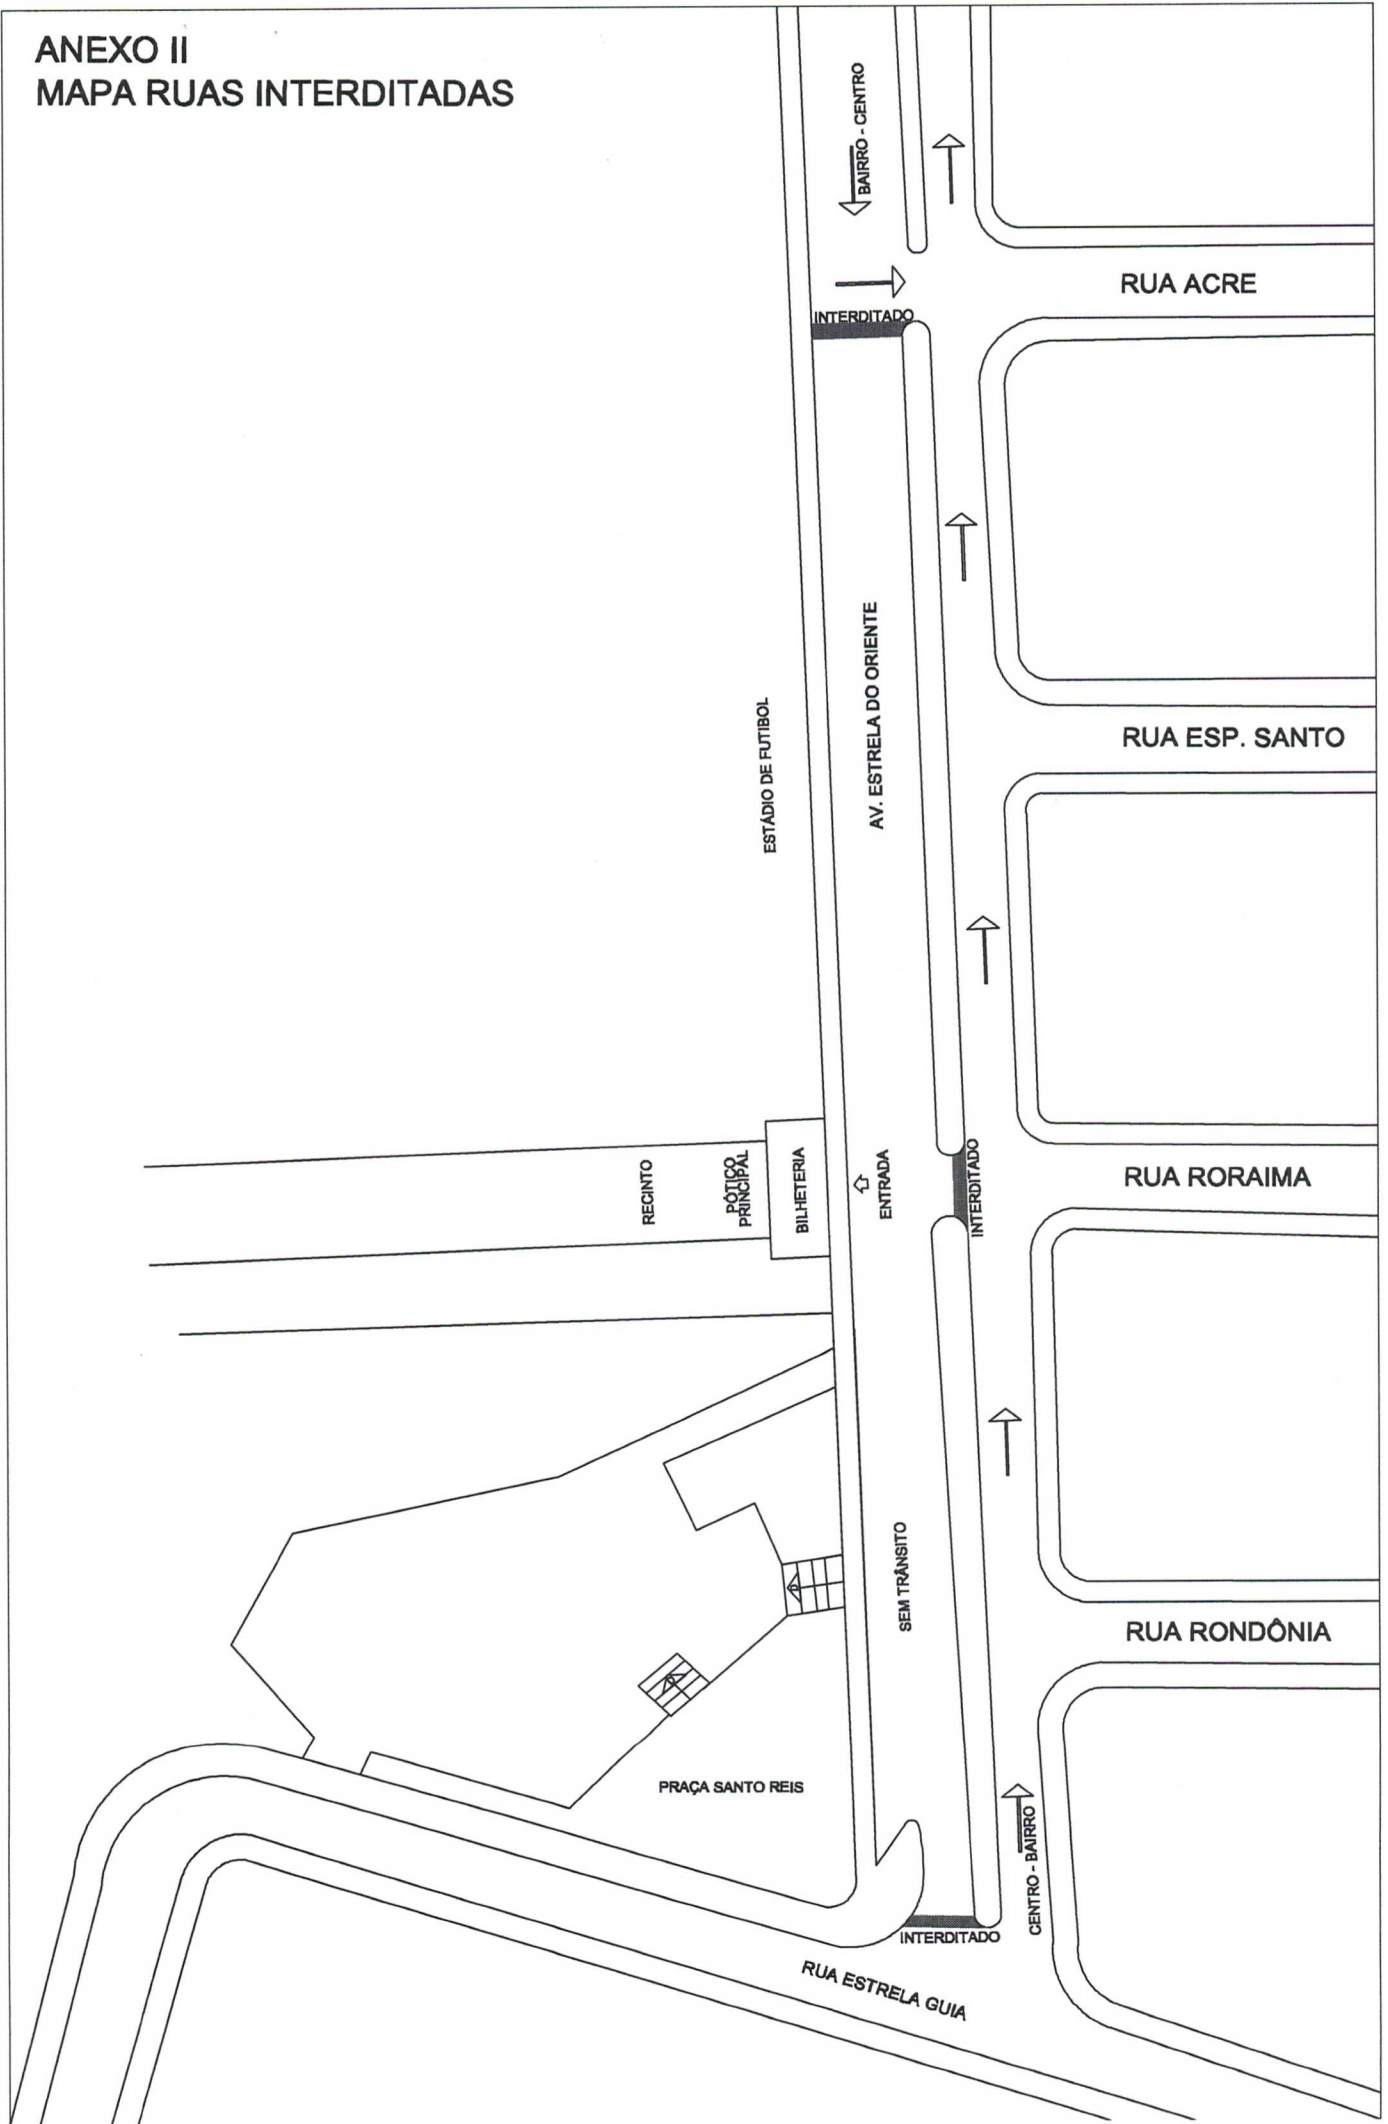 ANEXO II
MAPA RUAS INTERDITADAS
BAIRRO - CENTRO
RUA ACRE
INTERDITADO
AV. ESTRELA DO ORIENTE
ESTÁDIO DE FUTIBOL
RUA ESP. SANTO
RECINTO
PÓTICO
PRINCIPAL
BILHETERIA
ENTRADA
INTERDITADO
RUA RORAIMA
SEM TRÂNSITO
RUA RONDÔNIA
PRAÇA SANTO REIS
CENTRO - BAIRRO
INTERDITADO
RUA ESTRELA GUIA